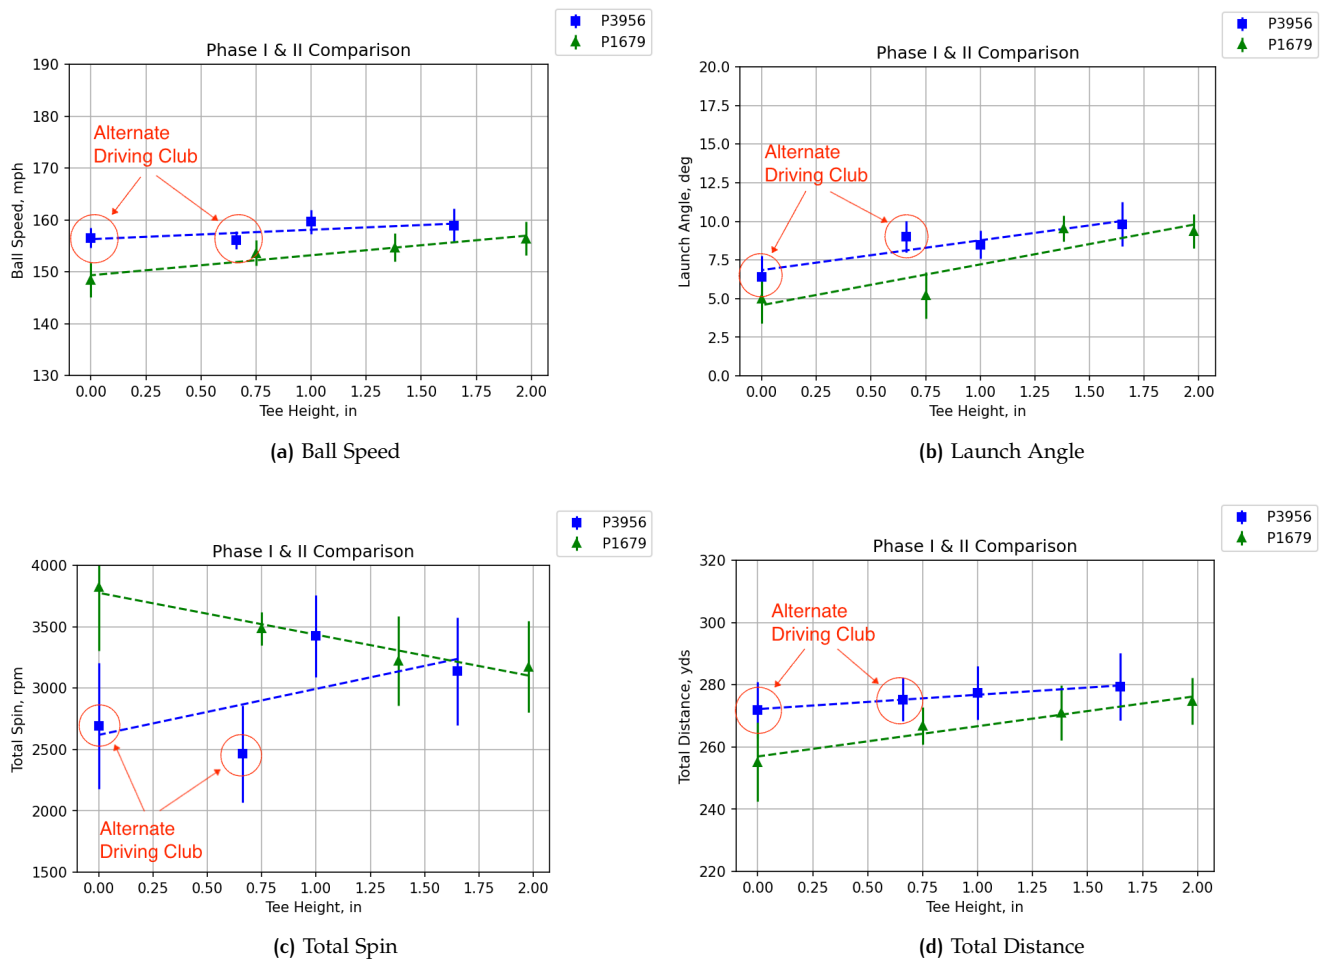 P3956
P1679
Phase I & II Comparison
190
180
170
160
150
140
130
Ball Speed, mph
Alternate
Driving Club
0.00 0.25 0.50 0.75 1.00 1.25 1.50 1.75 2.00
Tee Height, in
(a) Ball Speed
P3956
P1679
Phase I & II Comparison
20.0
17.5
15.0
12.5
10.0
7.5
5.0
2.5
0.0
Launch Angle, deg
Alternate
Driving Club
0.00 0.25 0.50 0.75 1.00 1.25 1.50 1.75 2.00
Tee Height, in
(b) Launch Angle
P3956
P1679
Phase I & II Comparison
4000
3500
3000
2500
2000
1500
Total Spin, rpm
Alternate
Driving Club
0.00 0.25 0.50 0.75 1.00 1.25 1.50 1.75 2.00
Tee Height, in
(c) Total Spin
P3956
P1679
Phase I & II Comparison
320
300
280
260
240
220
Total Distance, yds
Alternate
Driving Club
0.00 0.25 0.50 0.75 1.00 1.25 1.50 1.75 2.00
Tee Height, in
(d) Total Distance